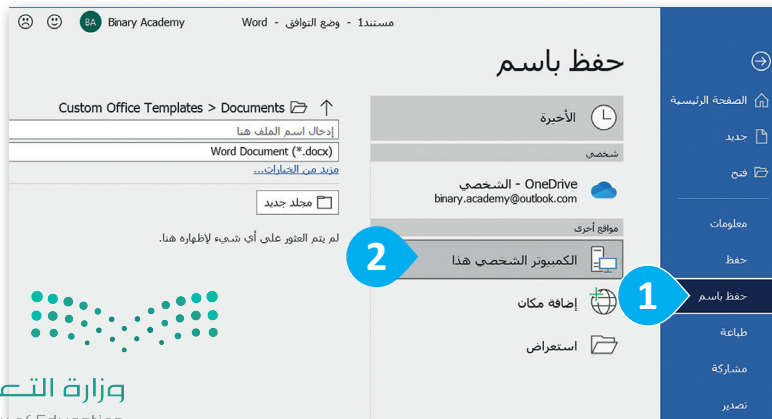 مستند1 - وضع التوافق - Word
Binary Academy
BA
حفظ باسم
الصفحة الرئيسية
جديد
فتح
معلومات
حفظ
حفظ باسم
طباعة
مشاركة
تصدير
1
الأخيرة
شخصي
OneDrive - الشخصي
binary.academy@outlook.com
مواقع أخرى
الكمبيوتر الشخصي هذا
2
إضافة مكان
استعراض
Custom Office Templates > Documents
إدخال اسم الملف هنا
Word Document (*.docx)
مزيد من الخيارات...
مجلد جديد
لم يتم العثور على أي شيء لإظهاره هنا.
وزارة التع